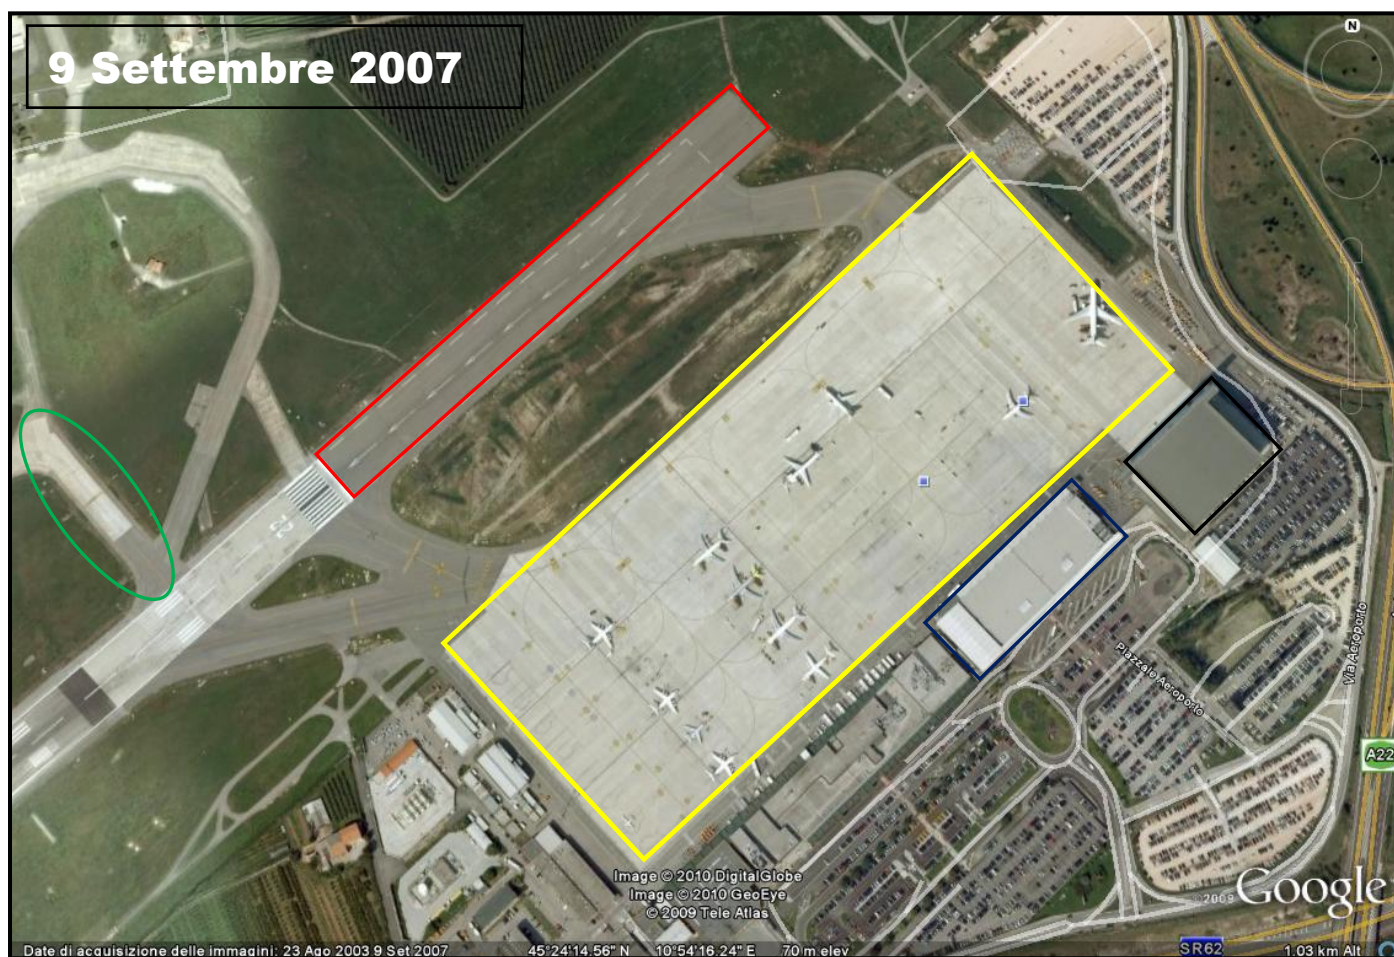 9 Settembre 2007
N
22
Piazzale Aeroporto
Via Aeroporto
A22
Image © 2010 DigitalGlobe
Image © 2010 GeoEye
© 2009 Tele Atlas
© 2009 Google
Date di acquisizione delle immagini: 23 Ago 2003 9 Set 2007
45°24'14.56" N 10°54'16.24" E 70 m elev
SR62
1.03 km Alt